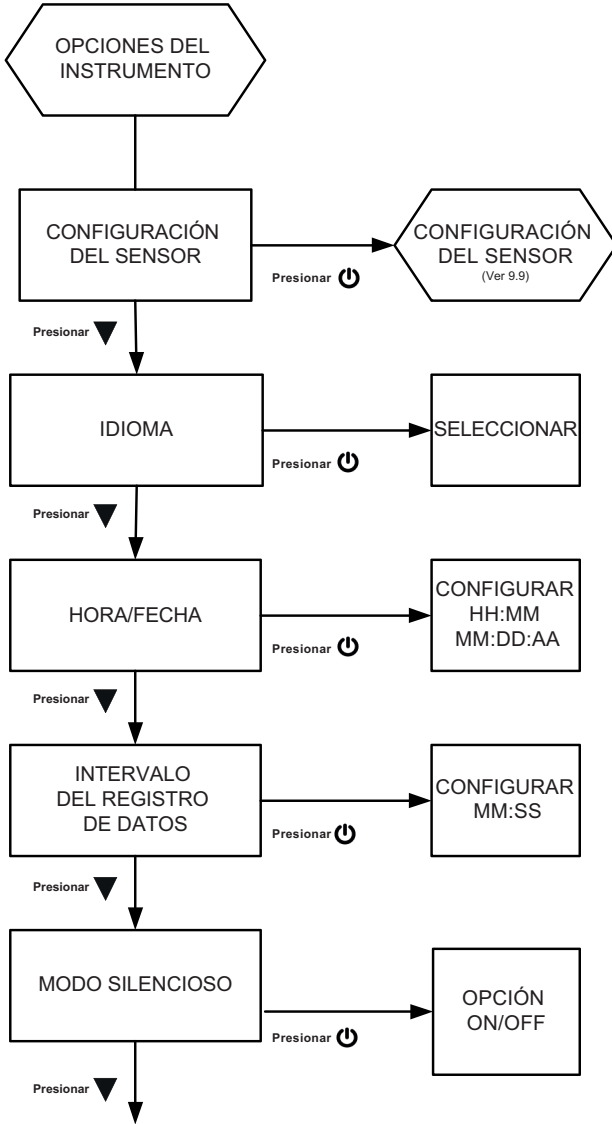 OPCIONES DEL
INSTRUMENTO
CONFIGURACIÓN
DEL SENSOR
Presionar
CONFIGURACIÓN
DEL SENSOR
(Ver 9.9)
Presionar
IDIOMA
Presionar
SELECCIONAR
Presionar
HORA/FECHA
Presionar
CONFIGURAR
HH:MM
MM:DD:AA
Presionar
INTERVALO
DEL REGISTRO
DE DATOS
Presionar
CONFIGURAR
MM:SS
Presionar
MODO SILENCIOSO
Presionar
OPCIÓN
ON/OFF
Presionar